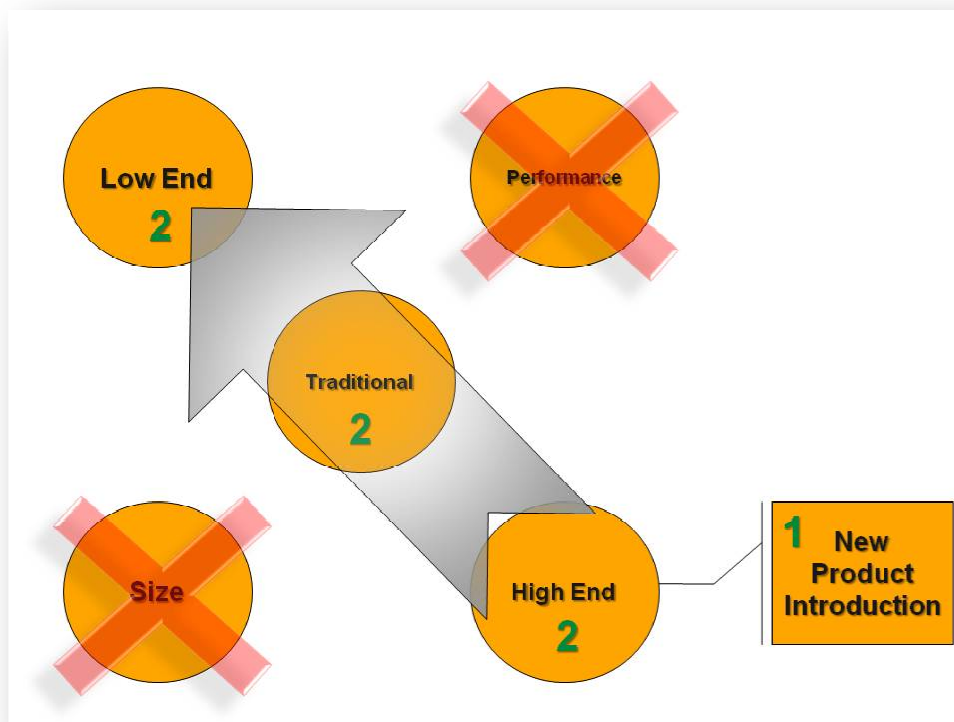 Low End
2
Performance
Traditional
2
Size
High End
2
1 New
Product
Introduction